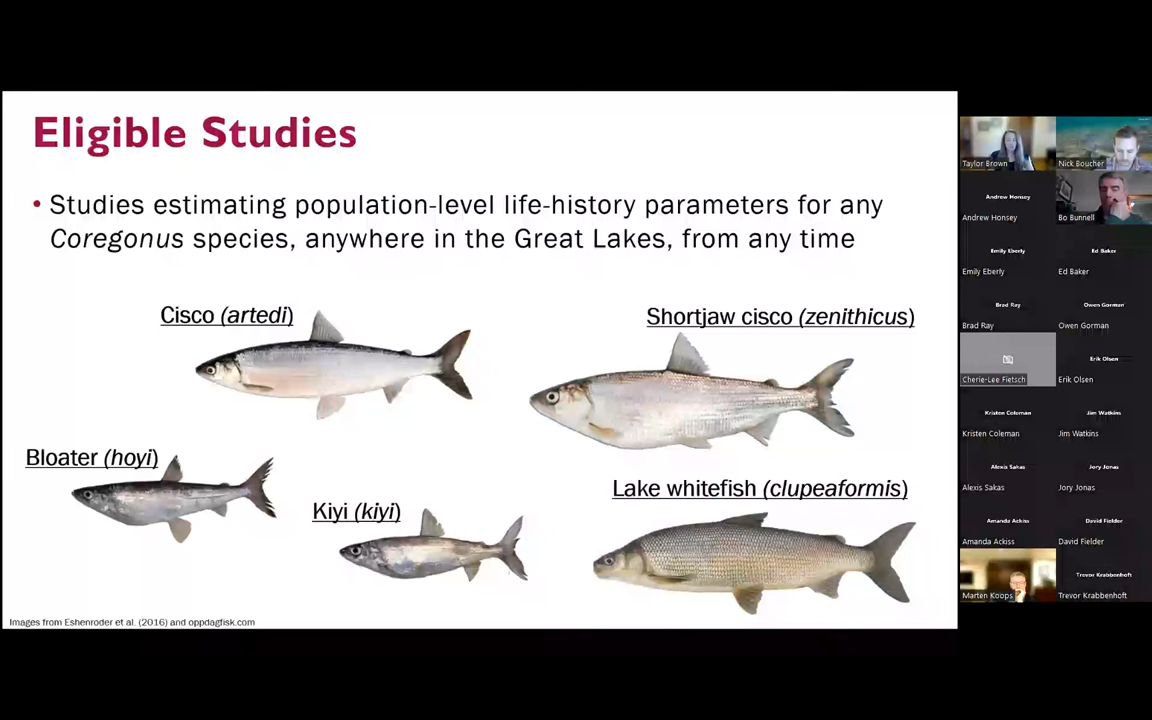 Eligible Studies
• Studies estimating population-level life-history parameters for any
Coregonus species, anywhere in the Great Lakes, from any time
Cisco (artedi)
Shortjaw cisco (zenithicus)
Bloater (hoyi)
Kiyi (kiyi)
Lake whitefish (clupeaformis)
Images from Eshenroder et al. (2016) and oppdagfisk.com
Taylor Brown
Nick Boucher
Andrew Honsey
Andrew Honsey
Bo Bunnell
Emily Eberly
Ed Baker
Emily Eberly
Ed Baker
Brad Ray
Owen Gorman
Brad Ray
Owen Gorman
Erik Olsen
Cherie-Lee Fietsch
Erik Olsen
Kristen Coleman
Jim Watkins
Kristen Coleman
Jim Watkins
Alexis Sakas
Jory Jonas
Alexis Sakas
Jory Jonas
Amanda Ackiss
David Fielder
Amanda Ackiss
David Fielder
Trevor Krabbenhoft
Marten Koops
Trevor Krabbenhoft